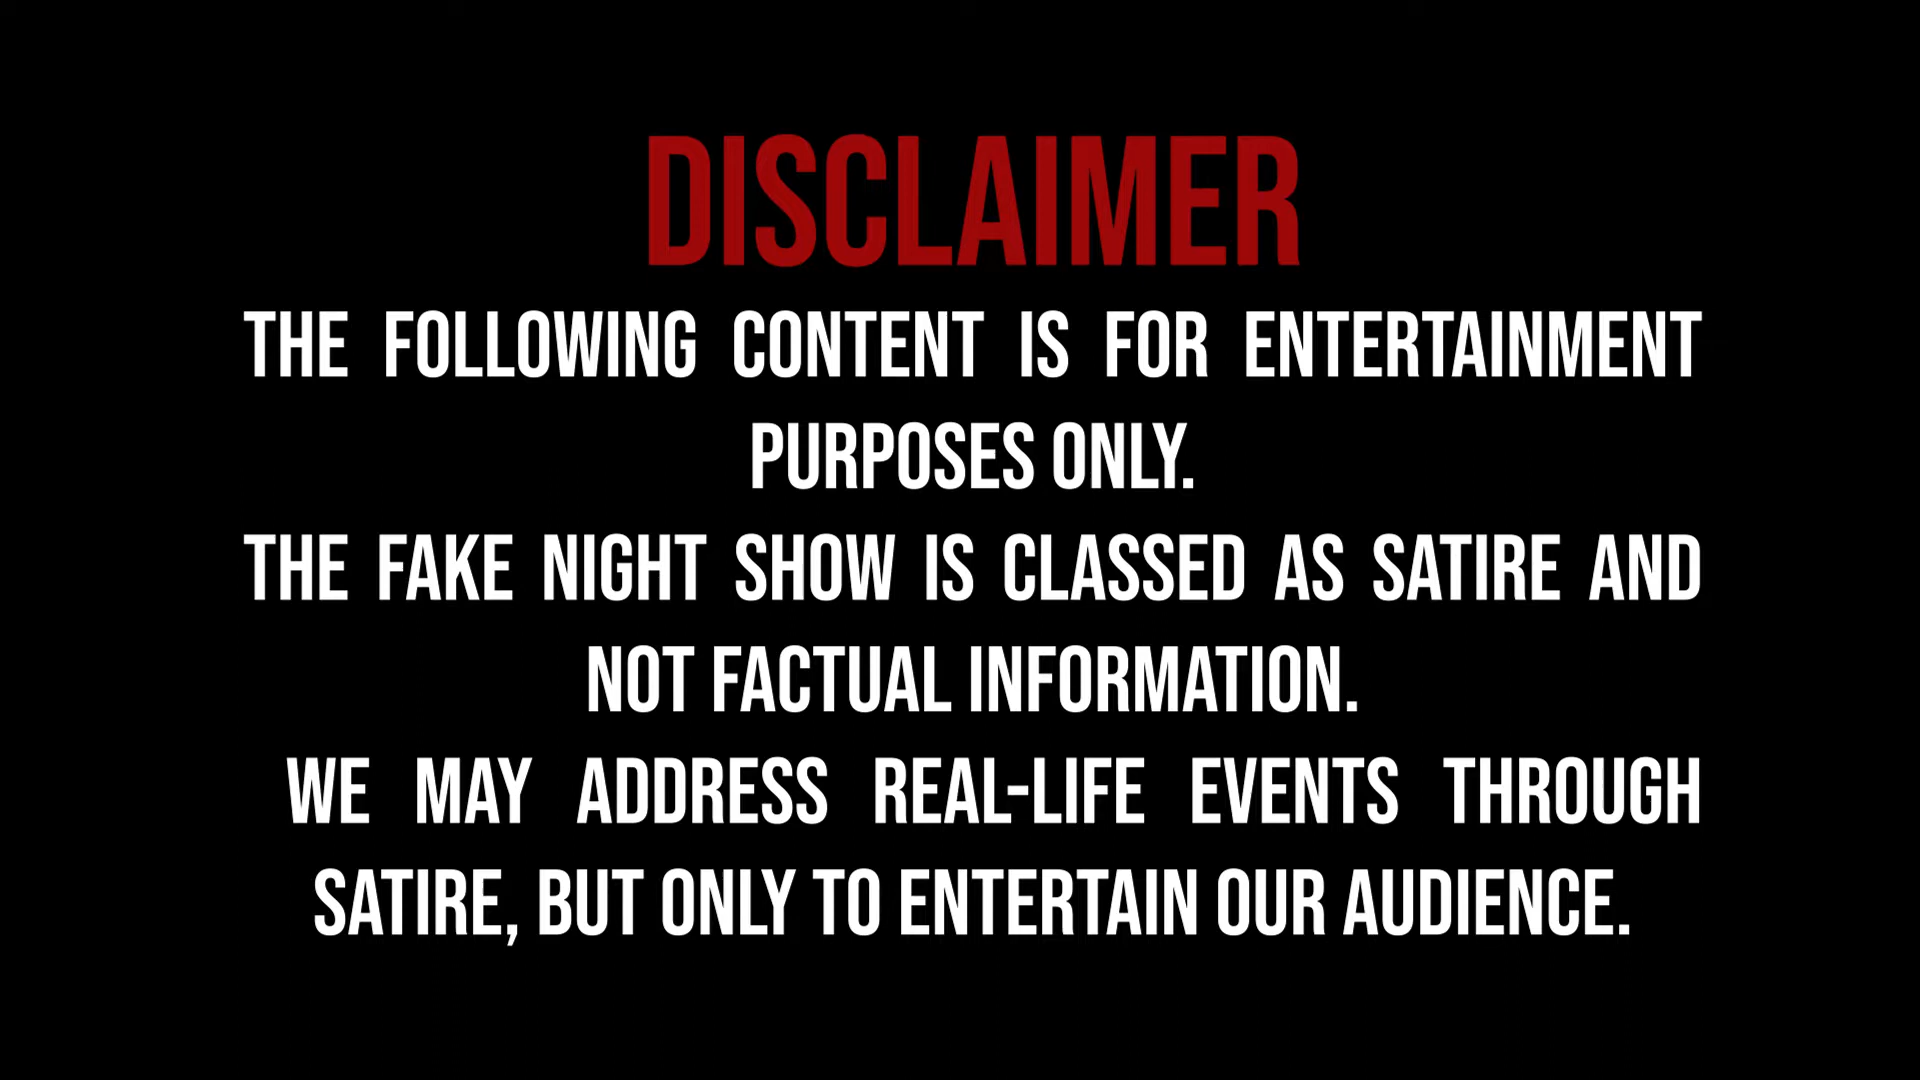 DISCLAIMER
THE FOLLOWING CONTENT IS FOR ENTERTAINMENT
PURPOSES ONLY.
THE FAKE NIGHT SHOW IS CLASSED AS SATIRE AND
NOT FACTUAL INFORMATION.
WE MAY ADDRESS REAL-LIFE EVENTS THROUGH
SATIRE, BUT ONLY TO ENTERTAIN OUR AUDIENCE.